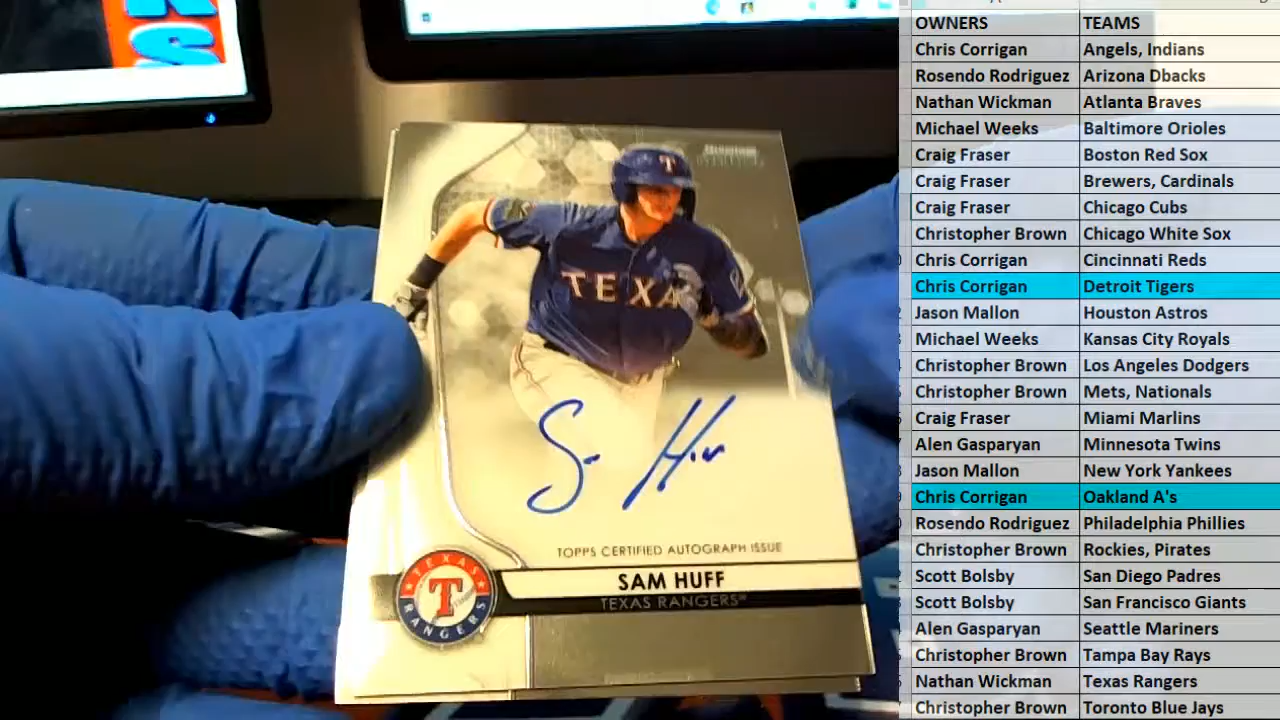 KS
T
TEXA
Sam Huff
TOPPS CERTIFIED AUTOGRAPH ISSUE
SAM HUFF
TEXAS RANGERS
TEXAS
T
RANGERS
OWNERS TEAMS
Chris Corrigan Angels, Indians
Rosendo Rodriguez Arizona Dbacks
Nathan Wickman Atlanta Braves
Michael Weeks Baltimore Orioles
Craig Fraser Boston Red Sox
Craig Fraser Brewers, Cardinals
Craig Fraser Chicago Cubs
Christopher Brown Chicago White Sox
Chris Corrigan Cincinnati Reds
Chris Corrigan Detroit Tigers
Jason Mallon Houston Astros
Michael Weeks Kansas City Royals
Christopher Brown Los Angeles Dodgers
Christopher Brown Mets, Nationals
Craig Fraser Miami Marlins
Alen Gasparyan Minnesota Twins
Jason Mallon New York Yankees
Chris Corrigan Oakland A's
Rosendo Rodriguez Philadelphia Phillies
Christopher Brown Rockies, Pirates
Scott Bolsby San Diego Padres
Scott Bolsby San Francisco Giants
Alen Gasparyan Seattle Mariners
Christopher Brown Tampa Bay Rays
Nathan Wickman Texas Rangers
Christopher Brown Toronto Blue Jays